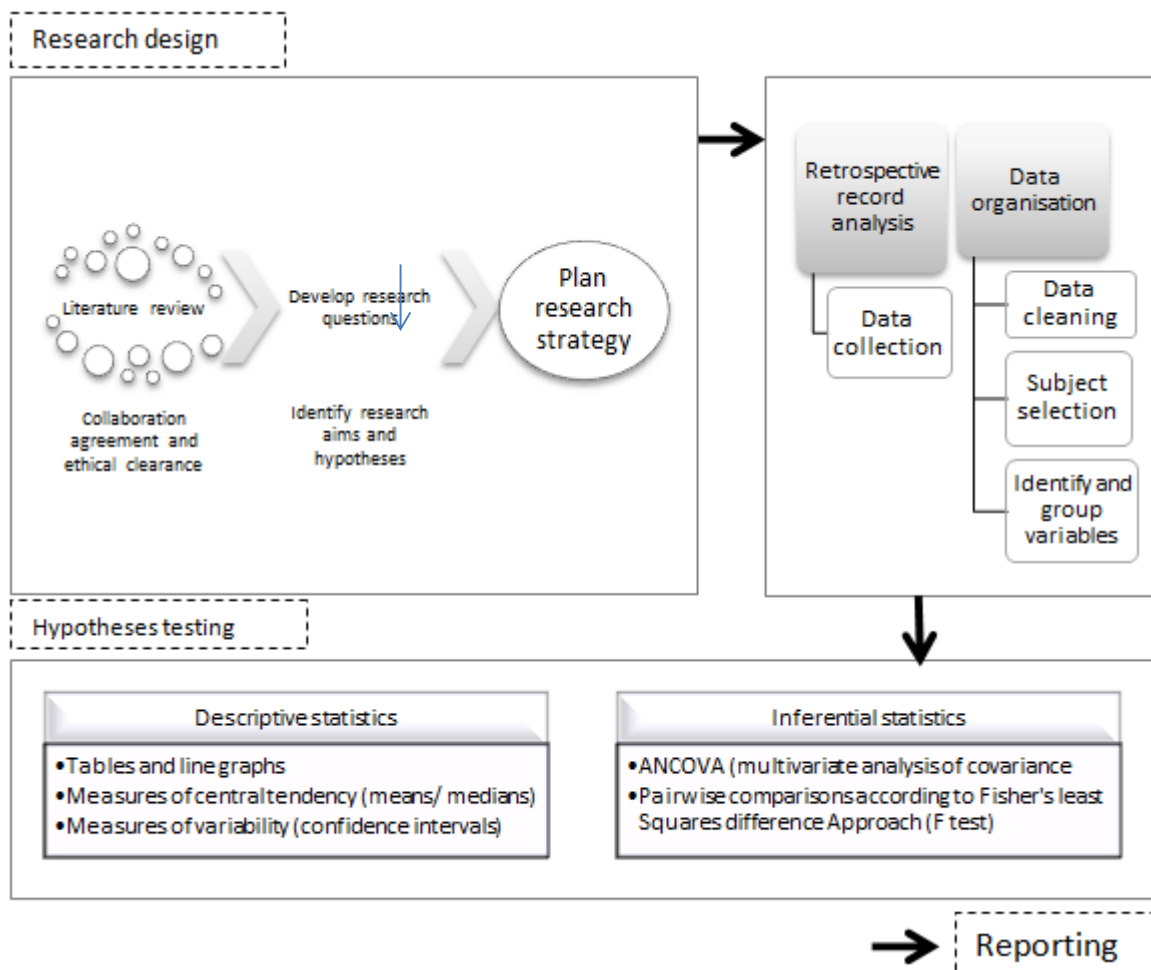 Research design
Literature review
Collaboration
agreement and
ethical clearance
Develop research
questions
Identify research
aims and
hypotheses
Plan
research
strategy
Retrospective
record
analysis
Data
collection
Data
organisation
Data
cleaning
Subject
selection
Identify and
group
variables
Hypotheses testing
Descriptive statistics
•Tables and line graphs
•Measures of central tendency (means/ medians)
•Measures of variability (confidence intervals)
Inferential statistics
•ANCOVA (multivariate analysis of covariance
•Pairwise comparisons according to Fisher's least
Squares difference Approach (F test)
Reporting